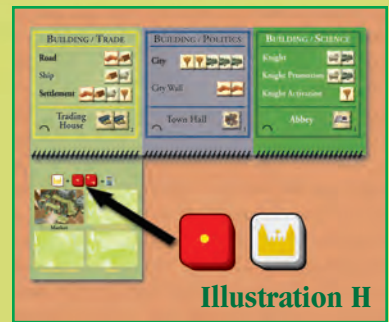 BUILDING / TRADE
Road
Ship
Settlement
Trading House
2
BUILDING / POLITICS
City
City Wall
Town Hall
BUILDING / SCIENCE
Knight
Knight Promotion
Knight Activation
Abbey
Market
Illustration H